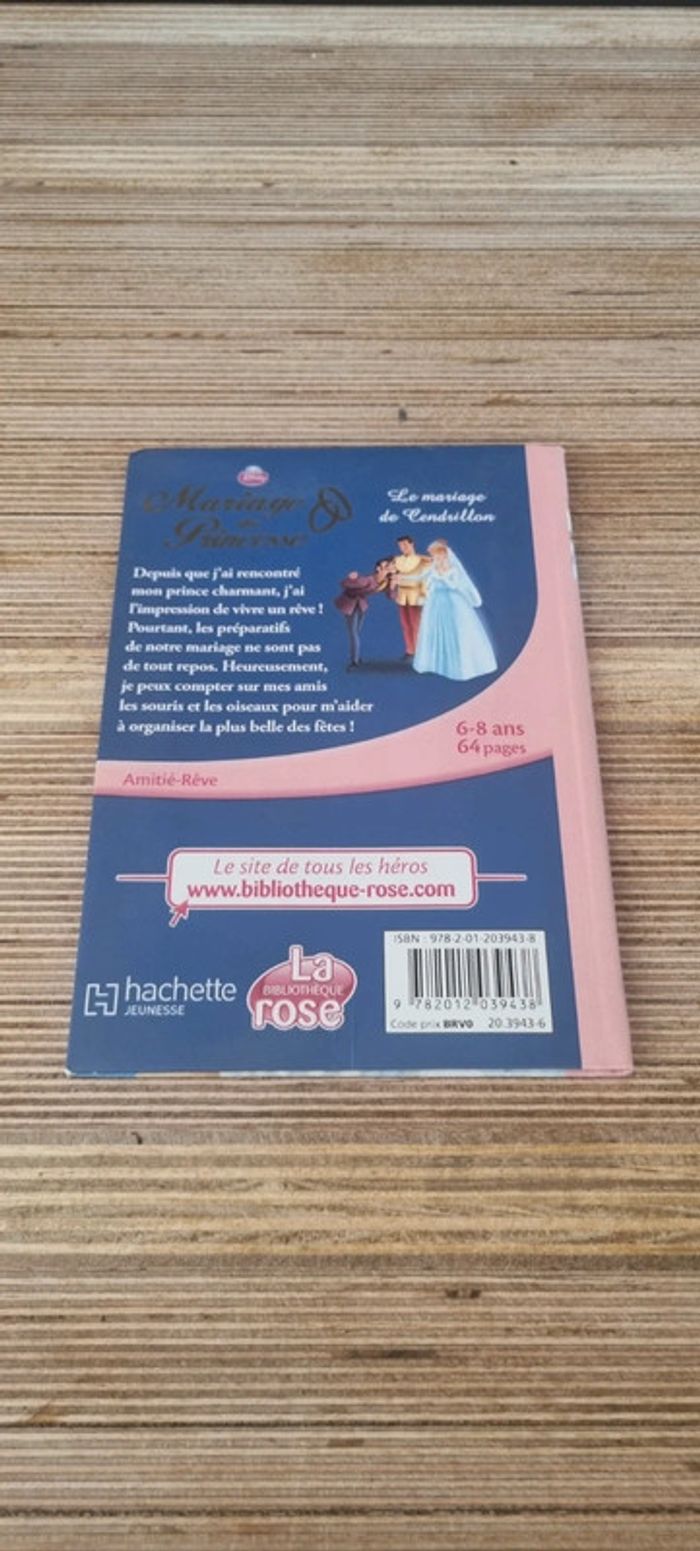 Mariage
de
Princesse
Le mariage
de Cendrillon
Depuis que j'ai rencontré
mon prince charmant, j'ai
l'impression de vivre un rêve !
Pourtant, les préparatifs
de notre mariage ne sont pas
de tout repos. Heureusement,
je peux compter sur mes amis
les souris et les oiseaux pour m'aider
à organiser la plus belle des fêtes !
6-8 ans
64 pages
Amitié-Rêve
Le site de tous les héros
www.bibliotheque-rose.com
hachette
JEUNESSE
La
BIBLIOTHÈQUE
rose
ISBN : 978-2-01-203943-8
9 782012 039438
Code prix BRV0 20.3943-6